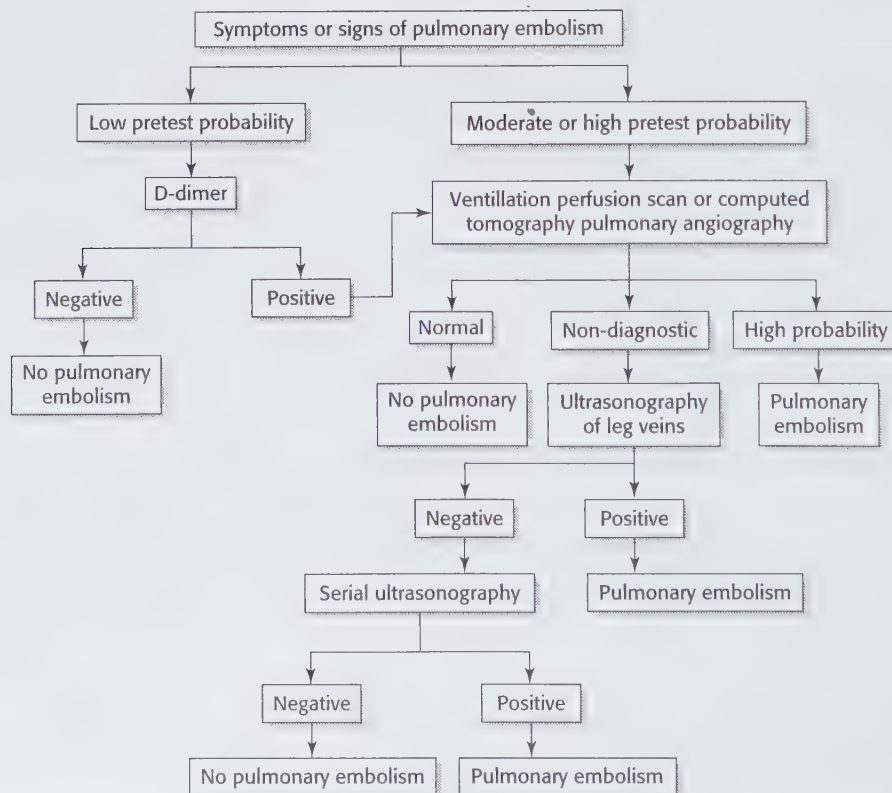 Symptoms or signs of pulmonary embolism
Low pretest probability
Moderate or high pretest probability
D-dimer
Ventillation perfusion scan or computed
tomography pulmonary angiography
Negative
Positive
Normal
Non-diagnostic
High probability
No pulmonary
embolism
No pulmonary
embolism
Ultrasonography
of leg veins
Pulmonary
embolism
Negative
Positive
Serial ultrasonography
Pulmonary embolism
Negative
Positive
No pulmonary embolism
Pulmonary embolism